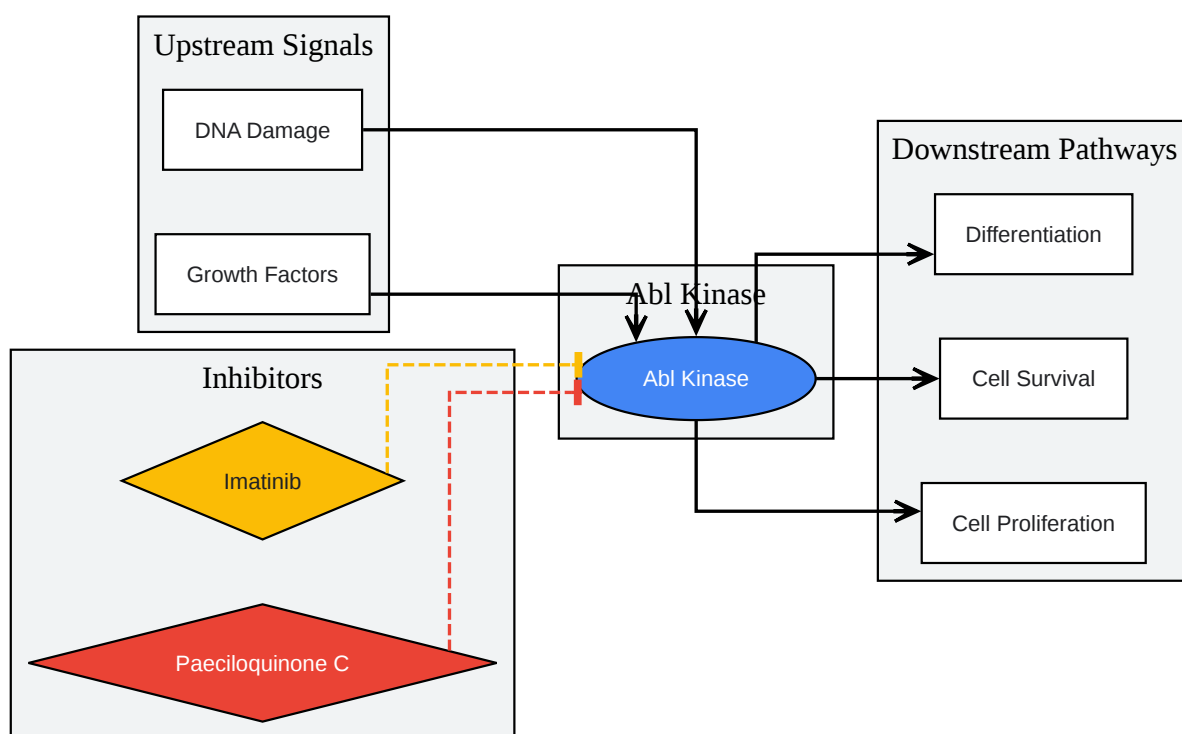 Upstream Signals
DNA Damage
Growth Factors
Inhibitors
Imatinib
Paeciloquinone C
Abl Kinase
Abl Kinase
Downstream Pathways
Differentiation
Cell Survival
Cell Proliferation